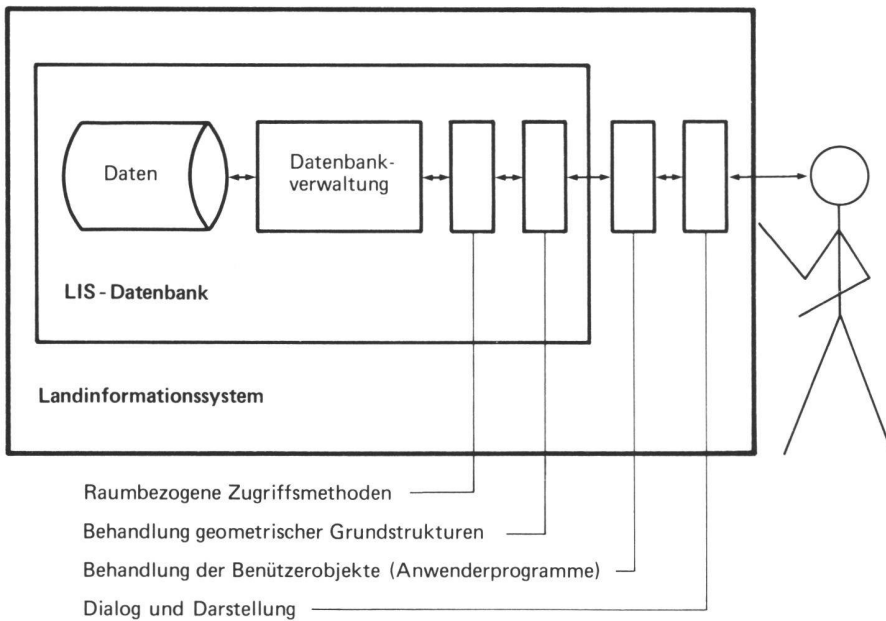 Daten
Datenbank-
verwaltung
LIS-Datenbank
Landinformationssystem
Raumbezogene Zugriffsmethoden
Behandlung geometrischer Grundstrukturen
Behandlung der Benützerobjekte (Anwenderprogramme)
Dialog und Darstellung